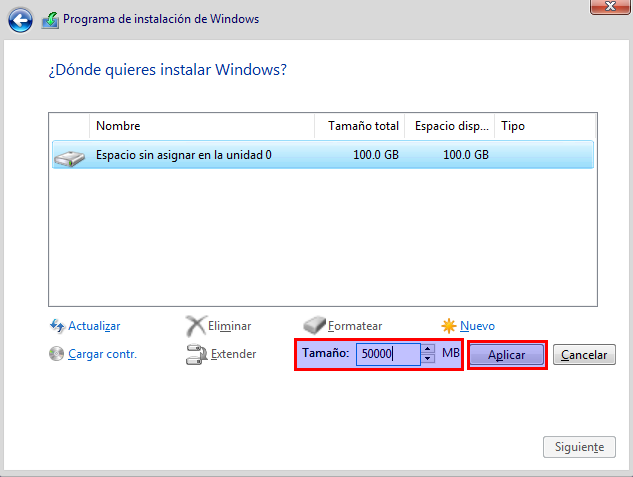 Programa de instalación de Windows
¿Dónde quieres instalar Windows?
Nombre Tamaño total Espacio disp... Tipo
Espacio sin asignar en la unidad 0 100.0 GB 100.0 GB
Actualizar Eliminar Formatear Nuevo
Cargar contr. Extender Tamaño: 50000 MB Aplicar Cancelar
Siguiente